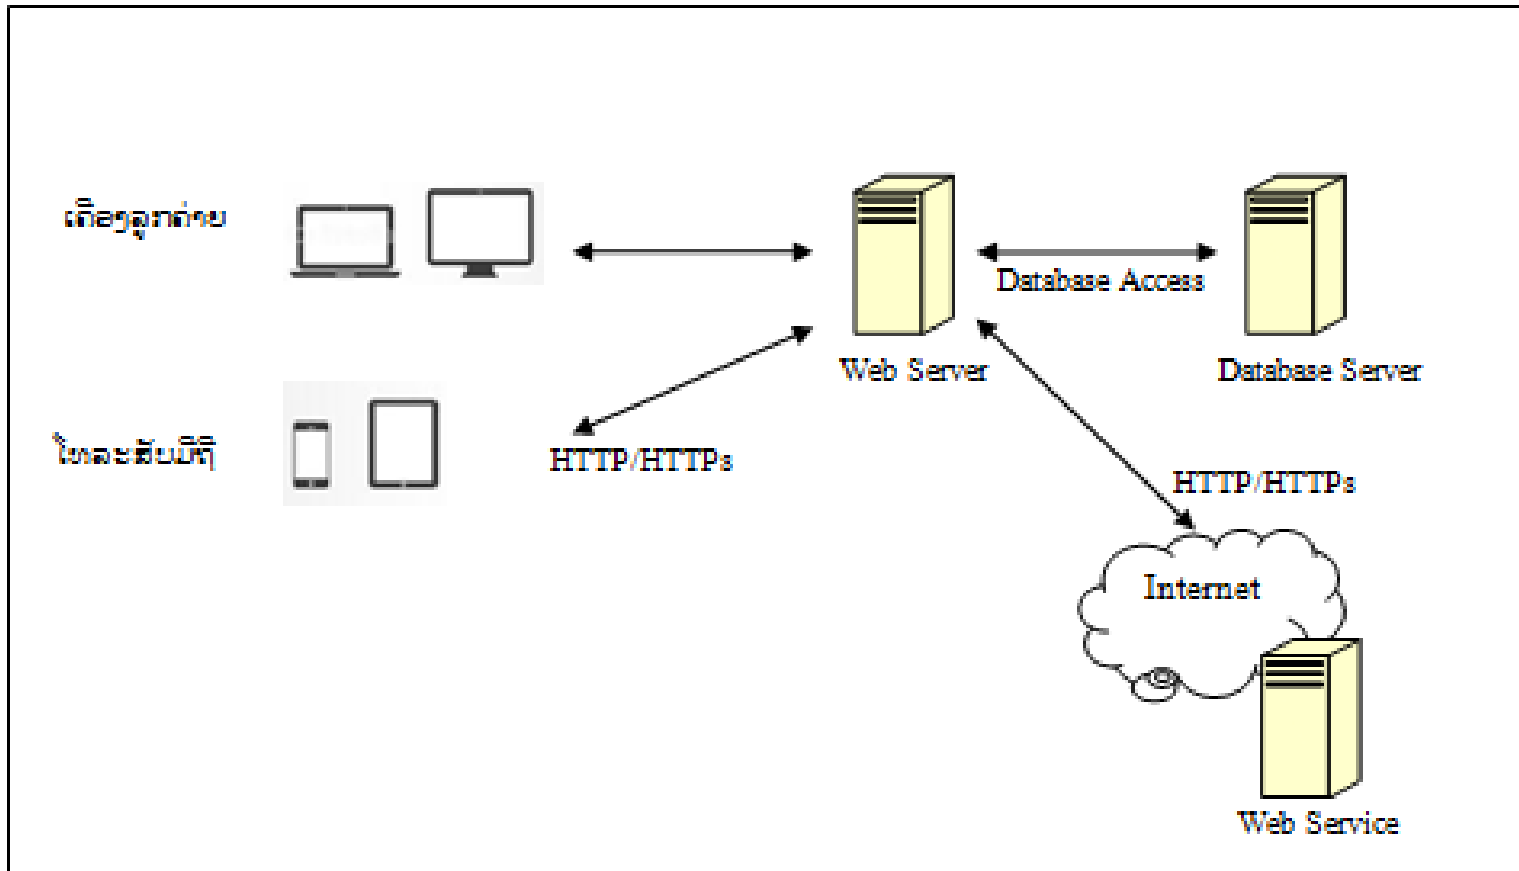 ເຄື່ອງລູກຄ່າຍ
Database Access
Web Server
Database Server
ໂທລະສັບມືຖື
HTTP/HTTPs
HTTP/HTTPs
Internet
Web Service